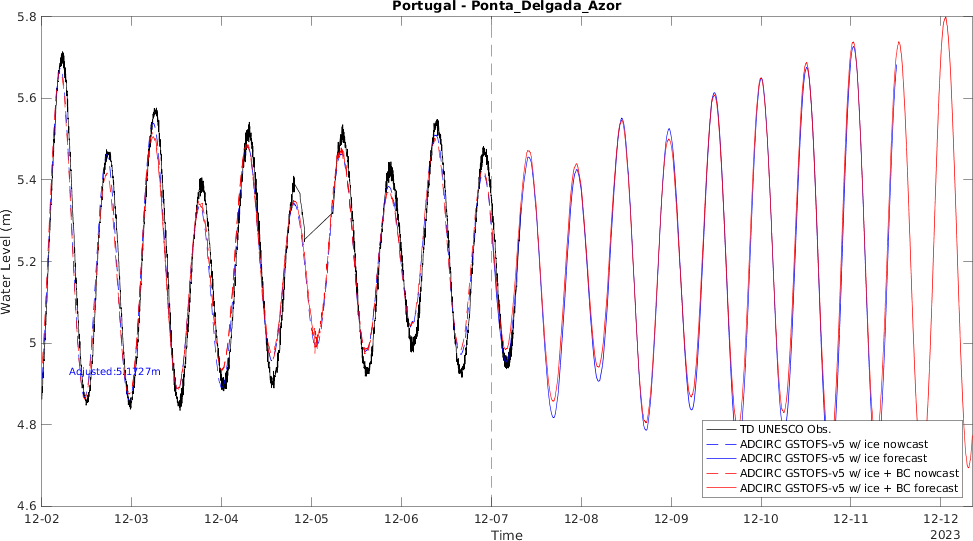 Portugal - Ponta_Delgada_Azor
5.8
5.6
5.4
5.2
5
4.8
4.6
Water Level (m)
Adjusted:5.1727m
TD UNESCO Obs.
ADCIRC GSTOFS-v5 w/ ice nowcast
ADCIRC GSTOFS-v5 w/ ice forecast
ADCIRC GSTOFS-v5 w/ ice + BC nowcast
ADCIRC GSTOFS-v5 w/ ice + BC forecast
12-02 12-03 12-04 12-05 12-06 12-07 12-08 12-09 12-10 12-11 12-12
2023
Time